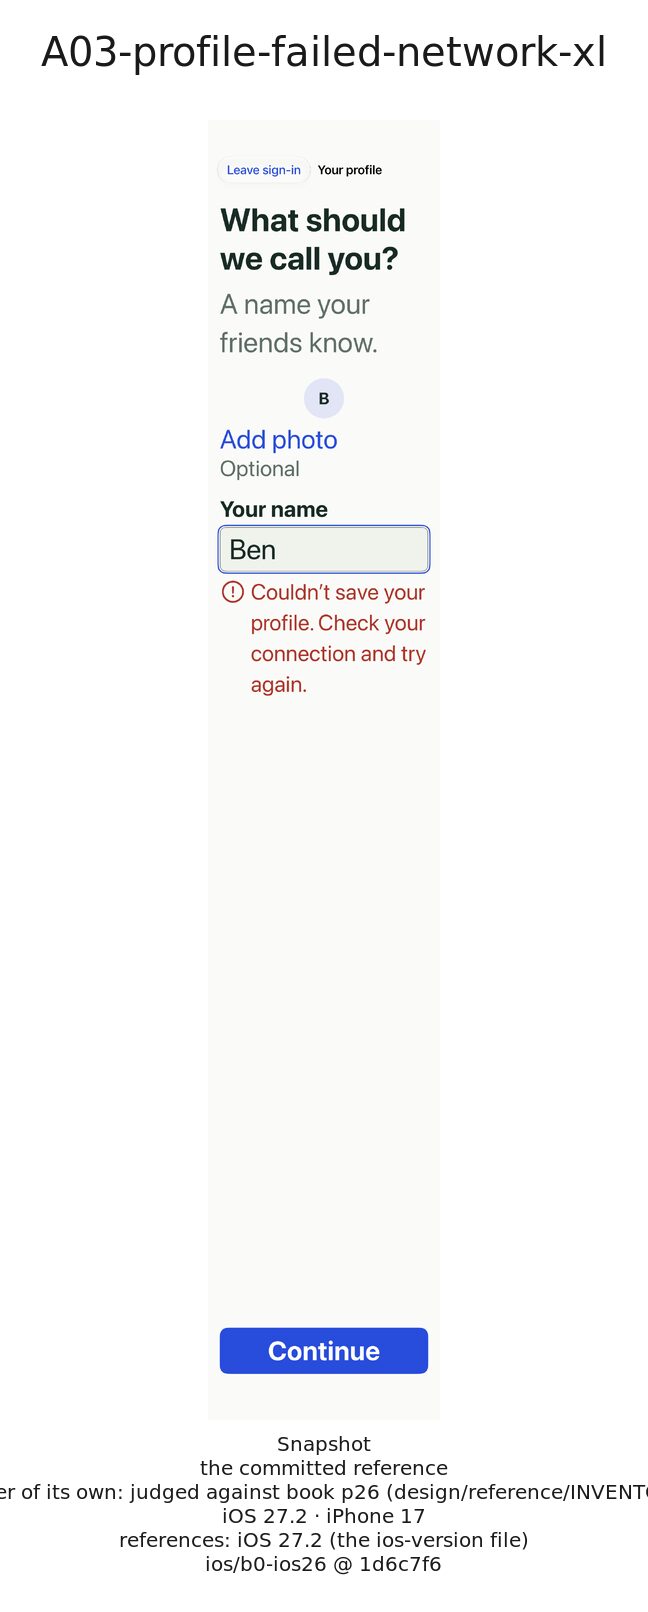 A03-profile-failed-network-xl
Leave sign-in Your profile
What should
we call you?
A name your
friends know.
B
Add photo
Optional
Your name
Ben
Couldn’t save your
profile. Check your
connection and try
again.
Continue
Snapshot
the committed reference
of its own: judged against book p26 (design/reference/
iOS 27.2 · iPhone 17
references: iOS 27.2 (the ios-version file)
ios/b0-ios26 @ 1d6c7f6